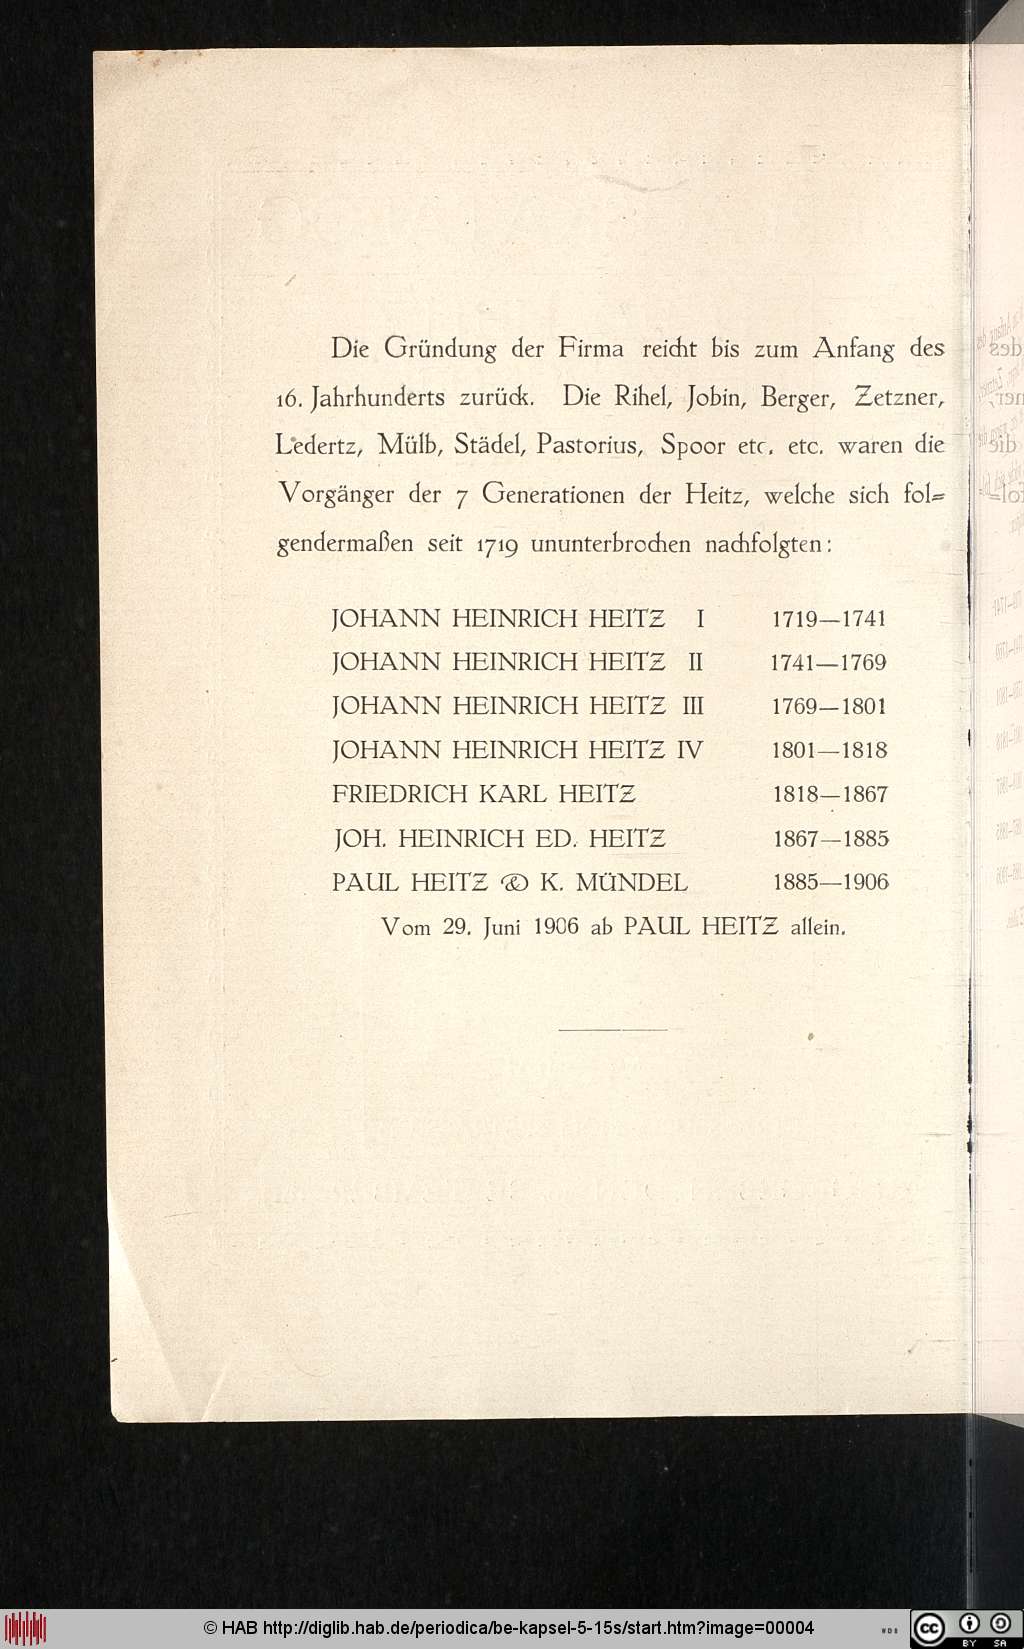 Die Gründung der Firma reicht bis zum Anfang des
16. Jahrhunderts zurück. Die Rihel, Jobin, Berger, Zetzner,
Ledertz, Mülb, Städel, Pastorius, Spoor etc. etc. waren die
Vorgänger der 7 Generationen der Heitz, welche sich fol=
gendermaßen seit 1719 ununterbrochen nachfolgten:
JOHANN HEINRICH HEITZ I 1719—1741
JOHANN HEINRICH HEITZ II 1741—1769
JOHANN HEINRICH HEITZ III 1769—1801
JOHANN HEINRICH HEITZ IV 1801—1818
FRIEDRICH KARL HEITZ 1818—1867
JOH. HEINRICH ED. HEITZ 1867—1885
PAUL HEITZ & K. MÜNDEL 1885—1906
Vom 29. Juni 1906 ab PAUL HEITZ allein.
© HAB http://diglib.hab.de/periodica/be-kapsel-5-15s/start.htm?image=00004
WDB
cc BY SA